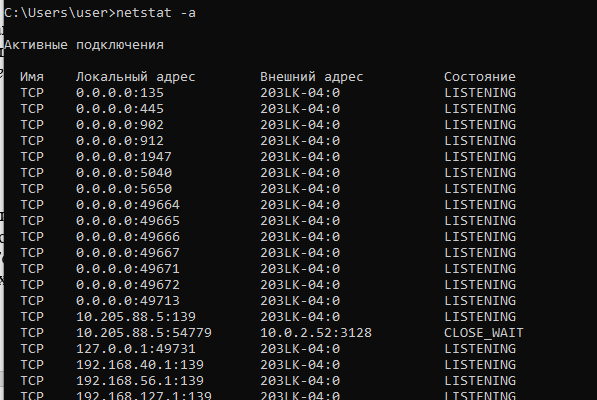 C:\Users\user>netstat -a
Активные подключения
Имя Локальный адрес Внешний адрес Состояние
TCP 0.0.0.0:135 203LK-04:0 LISTENING
TCP 0.0.0.0:445 203LK-04:0 LISTENING
TCP 0.0.0.0:902 203LK-04:0 LISTENING
TCP 0.0.0.0:912 203LK-04:0 LISTENING
TCP 0.0.0.0:1947 203LK-04:0 LISTENING
TCP 0.0.0.0:5040 203LK-04:0 LISTENING
TCP 0.0.0.0:5650 203LK-04:0 LISTENING
TCP 0.0.0.0:49664 203LK-04:0 LISTENING
TCP 0.0.0.0:49665 203LK-04:0 LISTENING
TCP 0.0.0.0:49666 203LK-04:0 LISTENING
TCP 0.0.0.0:49667 203LK-04:0 LISTENING
TCP 0.0.0.0:49671 203LK-04:0 LISTENING
TCP 0.0.0.0:49672 203LK-04:0 LISTENING
TCP 0.0.0.0:49713 203LK-04:0 LISTENING
TCP 10.205.88.5:139 203LK-04:0 LISTENING
TCP 10.205.88.5:54779 10.0.2.52:3128 CLOSE_WAIT
TCP 127.0.0.1:49731 203LK-04:0 LISTENING
TCP 192.168.40.1:139 203LK-04:0 LISTENING
TCP 192.168.56.1:139 203LK-04:0 LISTENING
TCP 192.168.127.1:139 203LK-04:0 LISTENING